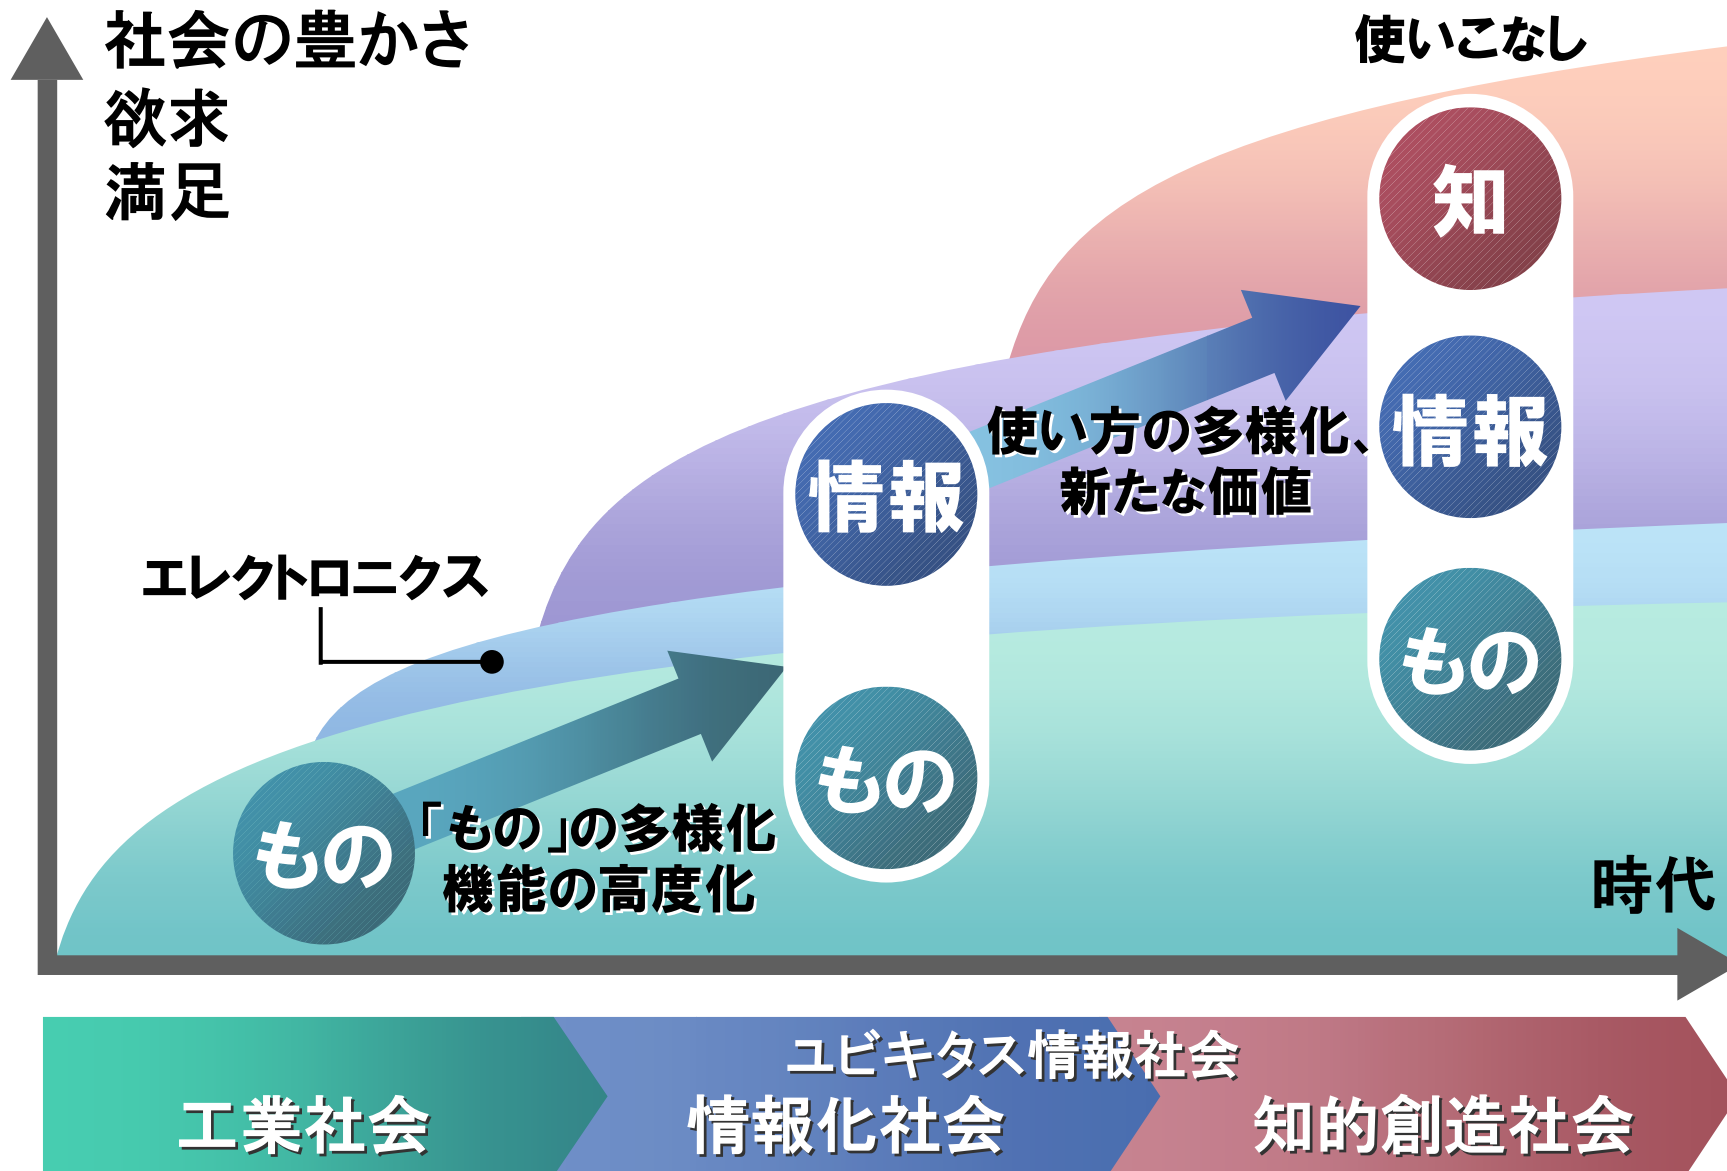 社会の豊かさ
欲求
満足
使いこなし
知
情報
もの
使い方の多様化、
新たな価値
情報
もの
エレクトロニクス
もの
「もの」の多様化
機能の高度化
時代
ユビキタス情報社会
工業社会
情報化社会
知的創造社会